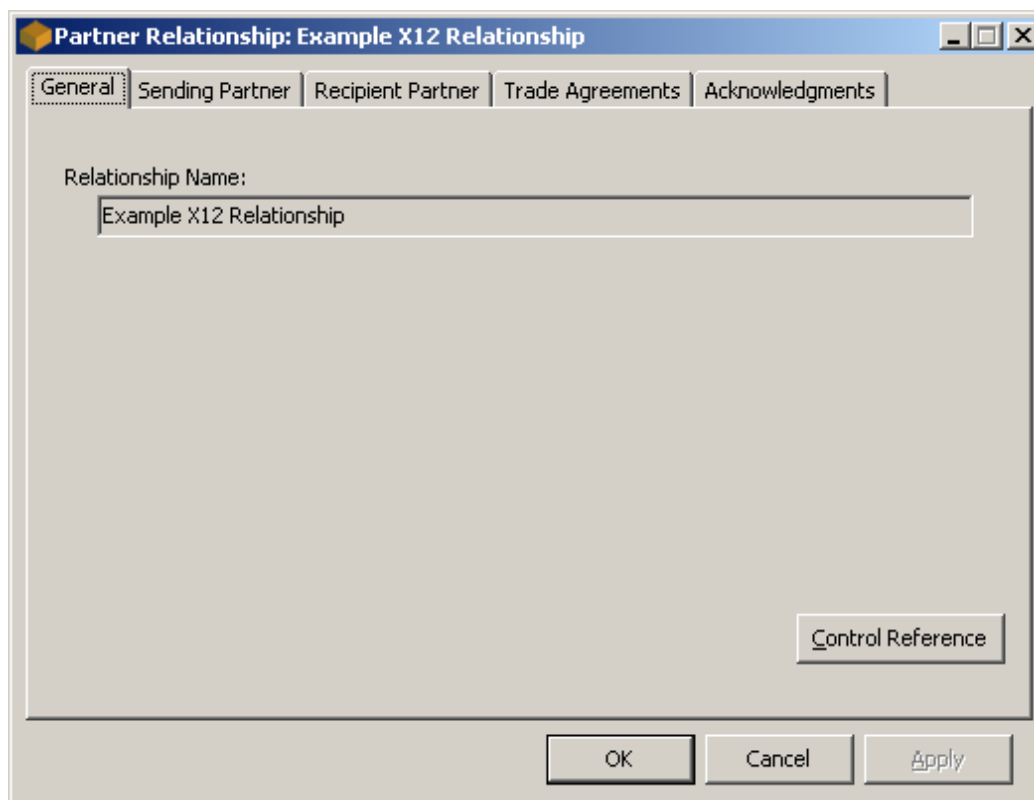 Partner Relationship: Example X12 Relationship
General Sending Partner Recipient Partner Trade Agreements Acknowledgments
Relationship Name:
Example X12 Relationship
Control Reference
OK Cancel Apply